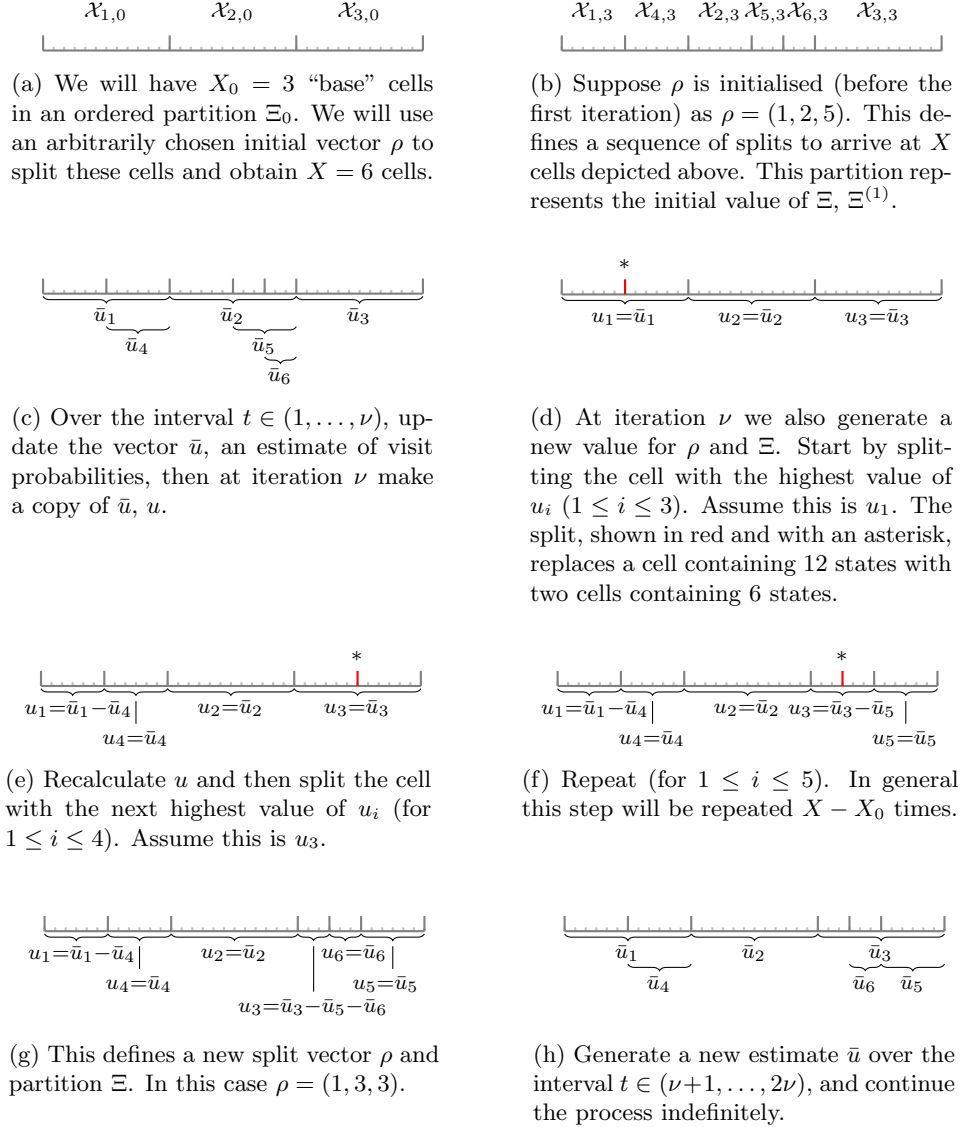 𝒳₁,₀ 𝒳₂,₀ 𝒳₃,₀
(a) We will have X₀ = 3 “base” cells
in an ordered partition Ξ₀. We will use
an arbitrarily chosen initial vector ρ to
split these cells and obtain X = 6 cells.
𝒳₁,₃ 𝒳₄,₃ 𝒳₂,₃ 𝒳₅,₃ 𝒳₆,₃ 𝒳₃,₃
(b) Suppose ρ is initialised (before the
first iteration) as ρ = (1, 2, 5). This de-
fines a sequence of splits to arrive at X
cells depicted above. This partition rep-
resents the initial value of Ξ, Ξ⁽¹⁾.
ū₁ ū₂ ū₃
ū₄ ū₅
ū₆
(c) Over the interval t ∈ (1, . . . , ν), up-
date the vector ū, an estimate of visit
probabilities, then at iteration ν make
a copy of ū, u.
*
u₁=ū₁ u₂=ū₂ u₃=ū₃
(d) At iteration ν we also generate a
new value for ρ and Ξ. Start by split-
ting the cell with the highest value of
uᵢ (1 ≤ i ≤ 3). Assume this is u₁. The
split, shown in red and with an asterisk,
replaces a cell containing 12 states with
two cells containing 6 states.
*
u₁=ū₁−ū₄ u₂=ū₂ u₃=ū₃
u₄=ū₄
(e) Recalculate u and then split the cell
with the next highest value of uᵢ (for
1 ≤ i ≤ 4). Assume this is u₃.
*
u₁=ū₁−ū₄ u₂=ū₂ u₃=ū₃−ū₅
u₄=ū₄ u₅=ū₅
(f) Repeat (for 1 ≤ i ≤ 5). In general
this step will be repeated X − X₀ times.
u₁=ū₁−ū₄ u₂=ū₂ u₆=ū₆
u₄=ū₄ u₅=ū₅
u₃=ū₃−ū₅−ū₆
(g) This defines a new split vector ρ and
partition Ξ. In this case ρ = (1, 3, 3).
ū₁ ū₂ ū₃
ū₄ ū₆ ū₅
(h) Generate a new estimate ū over the
interval t ∈ (ν+1, . . . , 2ν), and continue
the process indefinitely.